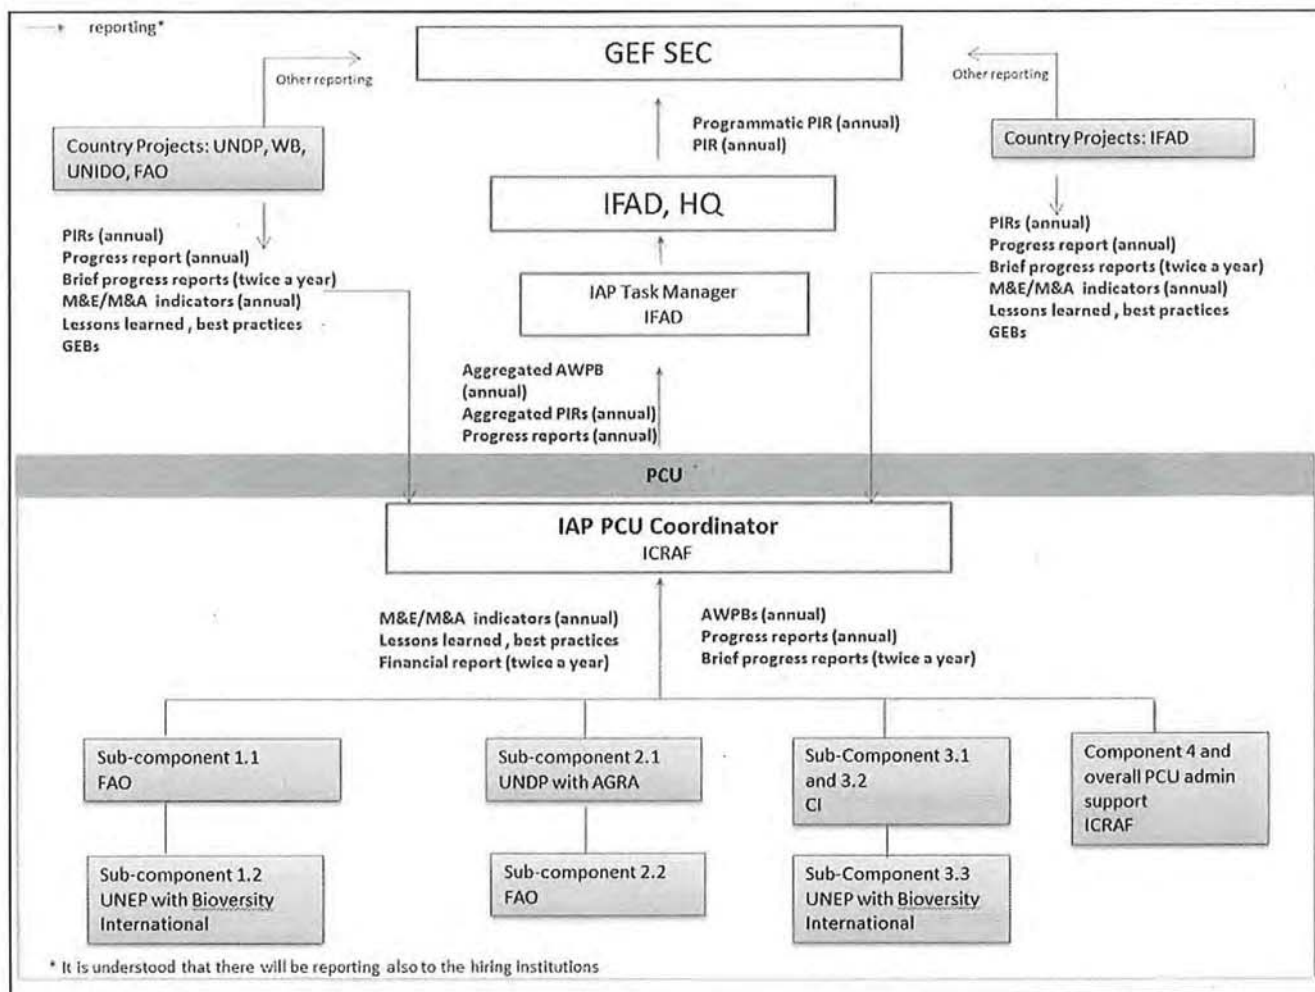 reporting*
GEF SEC
Other reporting
Other reporting
Programmatic PIR (annual)
PIR (annual)
Country Projects: UNDP, WB,
UNIDO, FAO
Country Projects: IFAD
IFAD, HQ
PIRs (annual)
Progress report (annual)
Brief progress reports (twice a year)
M&E/M&A indicators (annual)
Lessons learned , best practices
GEBs
PIRs (annual)
Progress report (annual)
Brief progress reports (twice a year)
M&E/M&A indicators (annual)
Lessons learned , best practices
GEBs
IAP Task Manager
IFAD
Aggregated AWPB
(annual)
Aggregated PIRs (annual)
Progress reports (annual)
PCU
IAP PCU Coordinator
ICRAF
M&E/M&A indicators (annual)
Lessons learned , best practices
Financial report (twice a year)
AWPBs (annual)
Progress reports (annual)
Brief progress reports (twice a year)
Sub-component 1.1
FAO
Sub-component 2.1
UNDP with AGRA
Sub-Component 3.1
and 3.2
CI
Component 4 and
overall PCU admin
support
ICRAF
Sub-component 1.2
UNEP with Bioversity
International
Sub-component 2.2
FAO
Sub-Component 3.3
UNEP with Bioversity
International
* It is understood that there will be reporting also to the hiring institutions